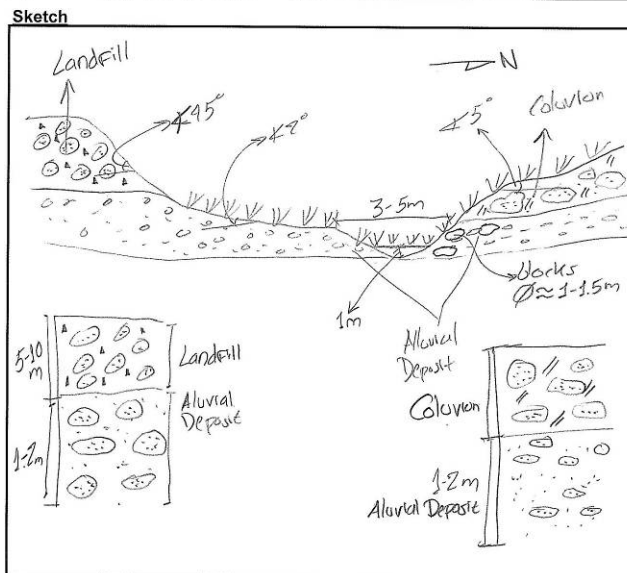 Sketch
Landfill
∡45°
∡2°
N
∡5°
Coluvion
3-5m
1m
Aluvial
Deposit
blocks
Ø≈1-1.5m
5-10
m
Landfill
Aluvial
Deposit
1-2m
Coluvion
1-2m
Aluvial Deposit